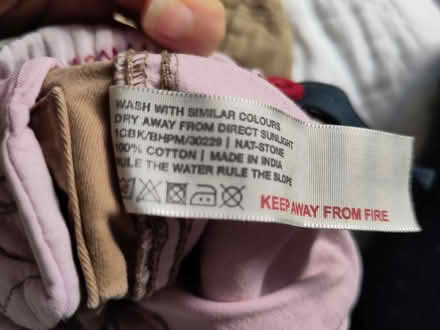 WASH WITH SIMILAR COLOURS
DRY AWAY FROM DIRECT SUNLIGHT
1CBK/BHPM/30229 | NAT-STONE
100% COTTON | MADE IN INDIA
RULE THE WATER RULE THE SLOPE
KEEP AWAY FROM FIRE